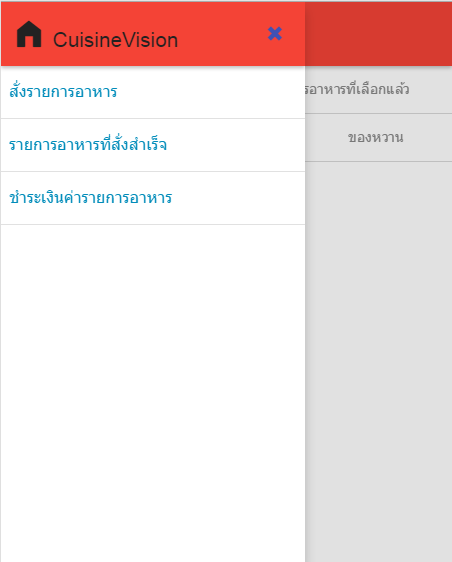 CuisineVision
สั่งรายการอาหาร
รายการอาหารที่สั่งสำเร็จ
ชำระเงินค่ารายการอาหาร
รอาหารที่เลือกแล้ว
ของหวาน